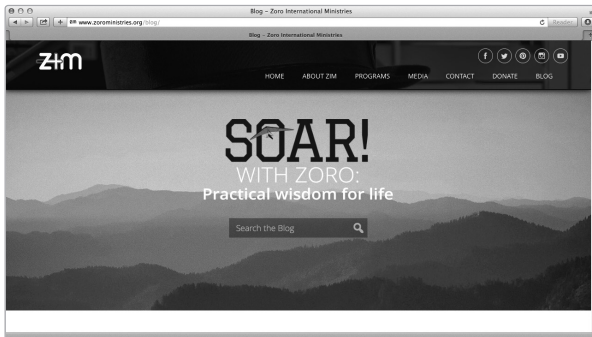 Blog – Zoro International Ministries
www.zorominstries.org/blog/
Reader
Blog – Zoro International Ministries
ZIM
HOME ABOUT ZIM PROGRAMS MEDIA CONTACT DONATE BLOG
SOAR!
WITH ZORO:
Practical wisdom for life
Search the Blog